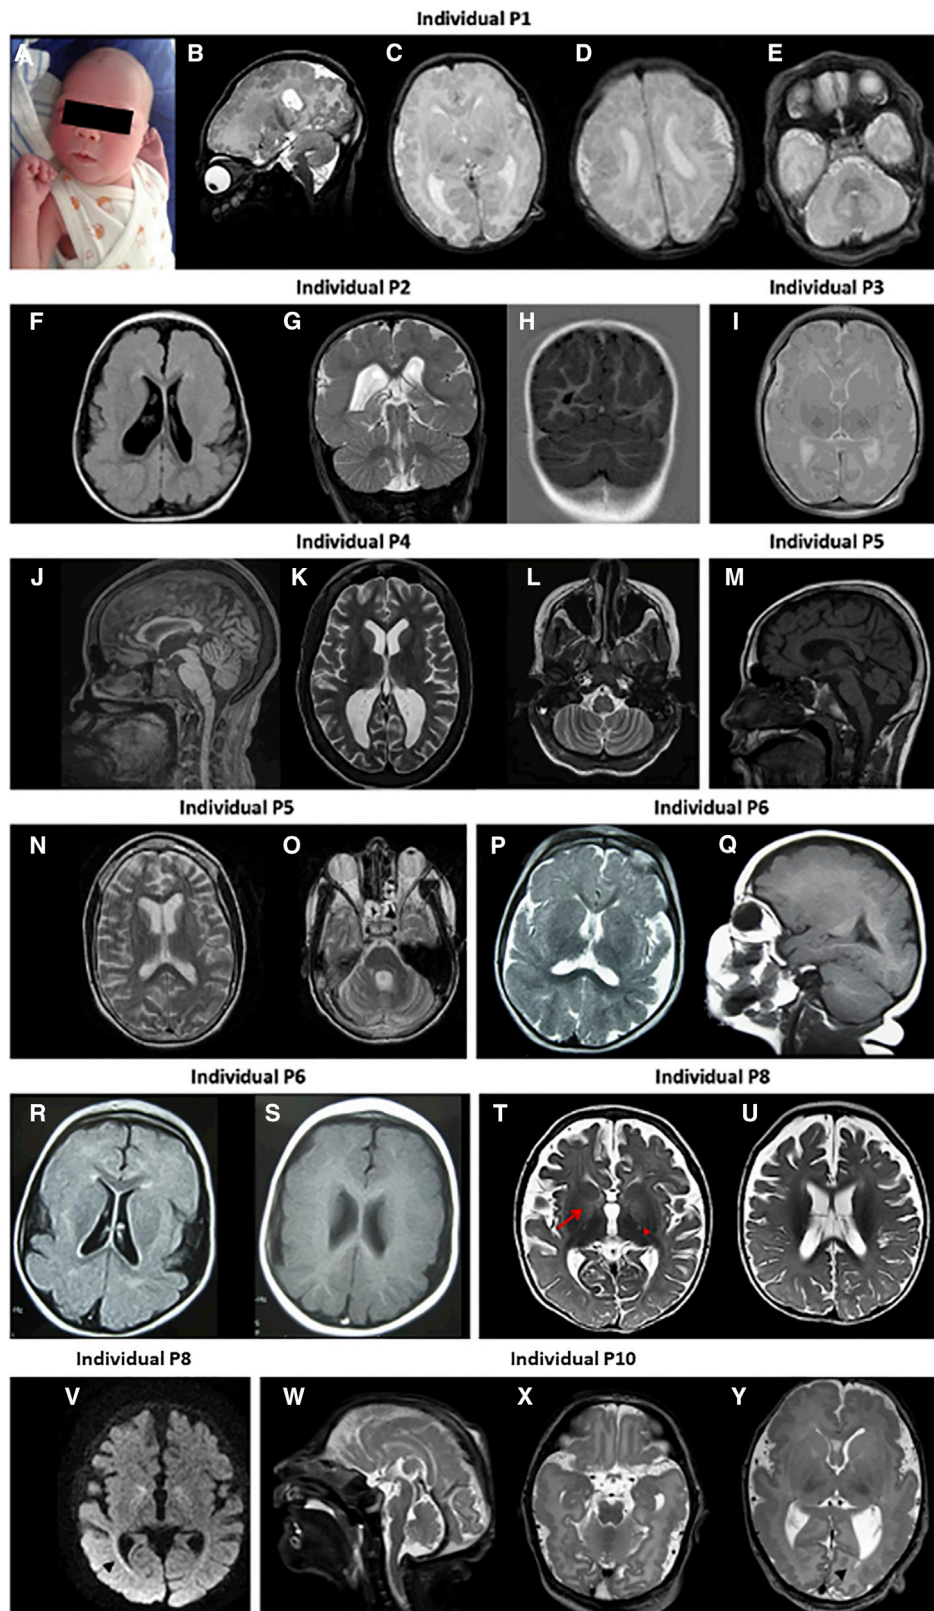 Individual P1
A B C D E
Individual P2 Individual P3
F G H I
Individual P4 Individual P5
J K L M
Individual P5 Individual P6
N O P Q
Individual P6 Individual P8
R S T U
Individual P8 Individual P10
V W X Y